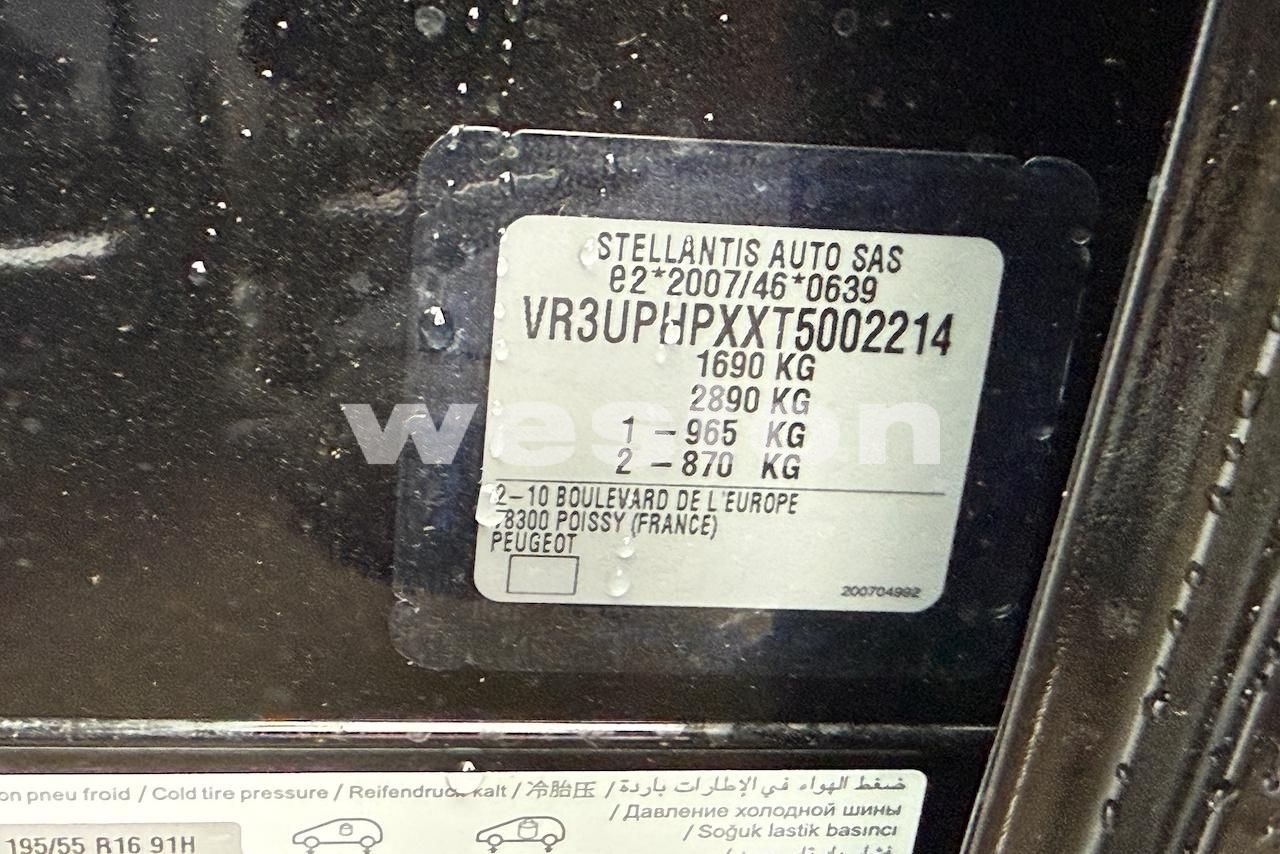 STELLANTIS AUTO SAS
e2*2007/46*0639
VR3UPHPXXT5002214
1690 KG
2890 KG
1 – 965 KG
2 – 870 KG
2–10 BOULEVARD DE L'EUROPE
78300 POISSY (FRANCE)
PEUGEOT
200704992
on pneu froid / Cold tire pressure / Reifendruck kalt / 冷胎压 / ضغط الهواء في الإطارات باردة
/ Давление холодной шины
/ Soğuk lastik basıncı
195/55 R16 91H